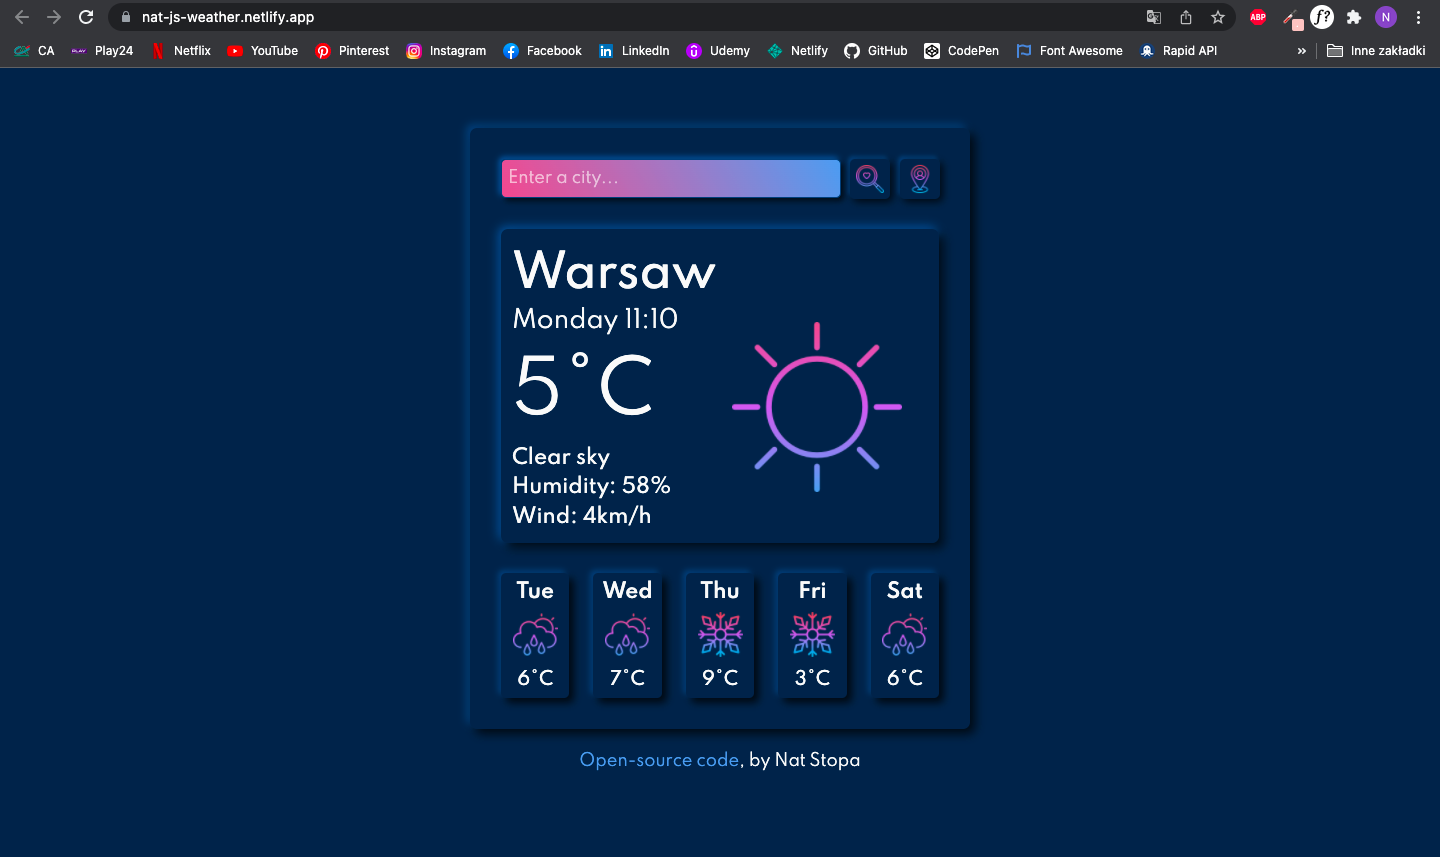 nat-js-weather.netlify.app
ABP
f?
N
CA
PLAY Play24
Netflix
YouTube
Pinterest
Instagram
Facebook
LinkedIn
Udemy
Netlify
GitHub
CodePen
Font Awesome
Rapid API
»
Inne zakładki
Enter a city...
Warsaw
Monday 11:10
5°C
Clear sky
Humidity: 58%
Wind: 4km/h
Tue Wed Thu Fri Sat
6°C 7°C 9°C 3°C 6°C
Open-source code, by Nat Stopa